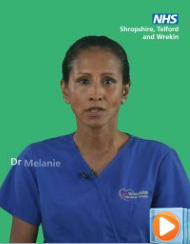 NHS
Shropshire, Telford
and Wrekin
Dr Melanie